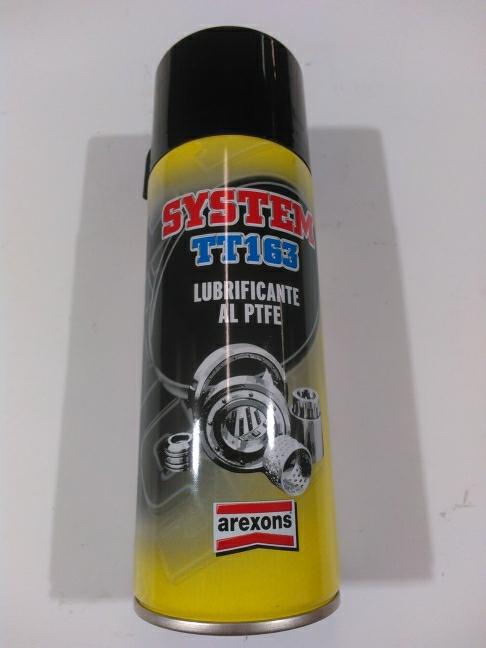 SYSTEM
TT163
LUBRIFICANTE
AL PTFE
arexons